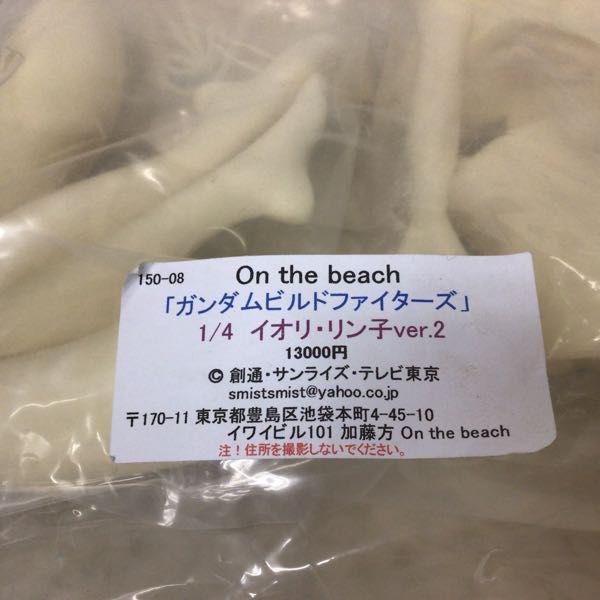 150-08 On the beach
「ガンダムビルドファイターズ」
1/4 イオリ・リン子ver.2
13000円
© 創通・サンライズ・テレビ東京
smistsmist@yahoo.co.jp
〒170-11 東京都豊島区池袋本町4-45-10
イワイビル101 加藤方 On the beach
注！住所を撮影しないでください。